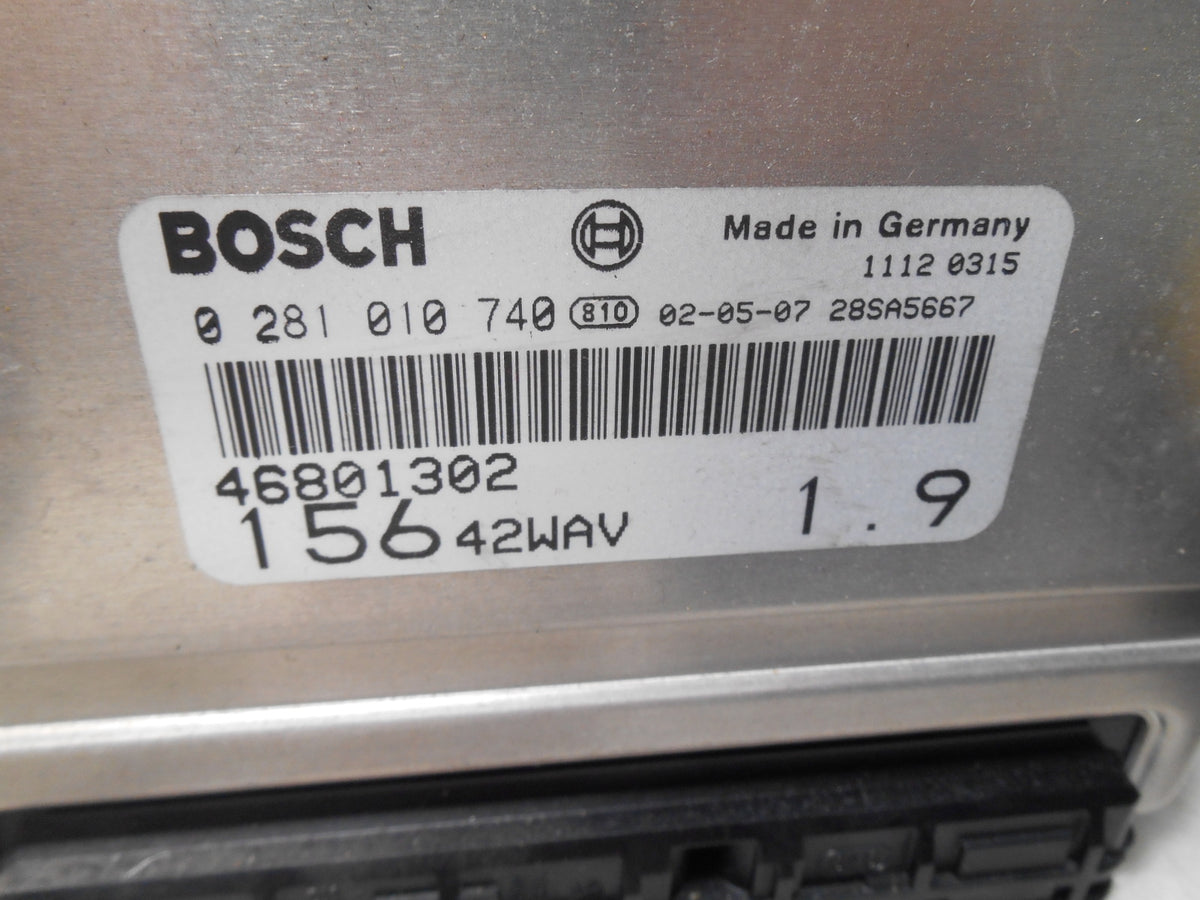 BOSCH
Made in Germany
1112 0315
0 281 010 740 810 02-05-07 28SA5667
46801302
156 42WAV 1.9